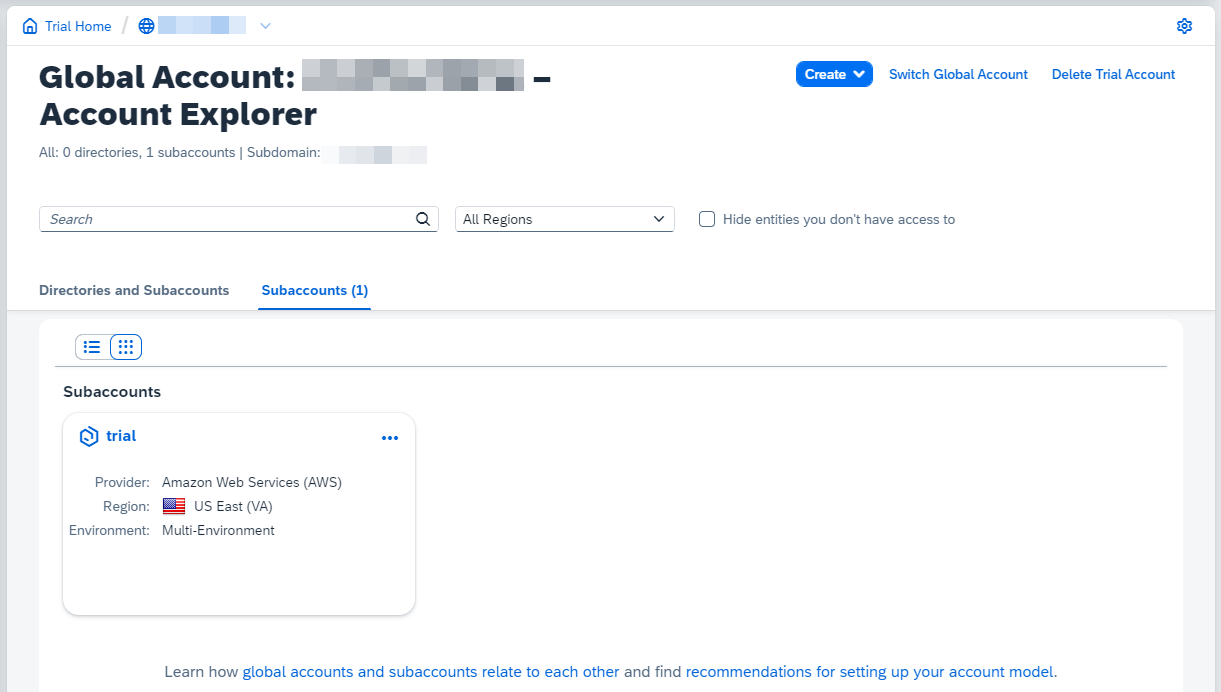 Trial Home /
Global Account: –
Account Explorer
Create Switch Global Account Delete Trial Account
All: 0 directories, 1 subaccounts | Subdomain:
Search All Regions Hide entities you don't have access to
Directories and Subaccounts Subaccounts (1)
Subaccounts
trial
Provider: Amazon Web Services (AWS)
Region: US East (VA)
Environment: Multi-Environment
Learn how global accounts and subaccounts relate to each other and find recommendations for setting up your account model.